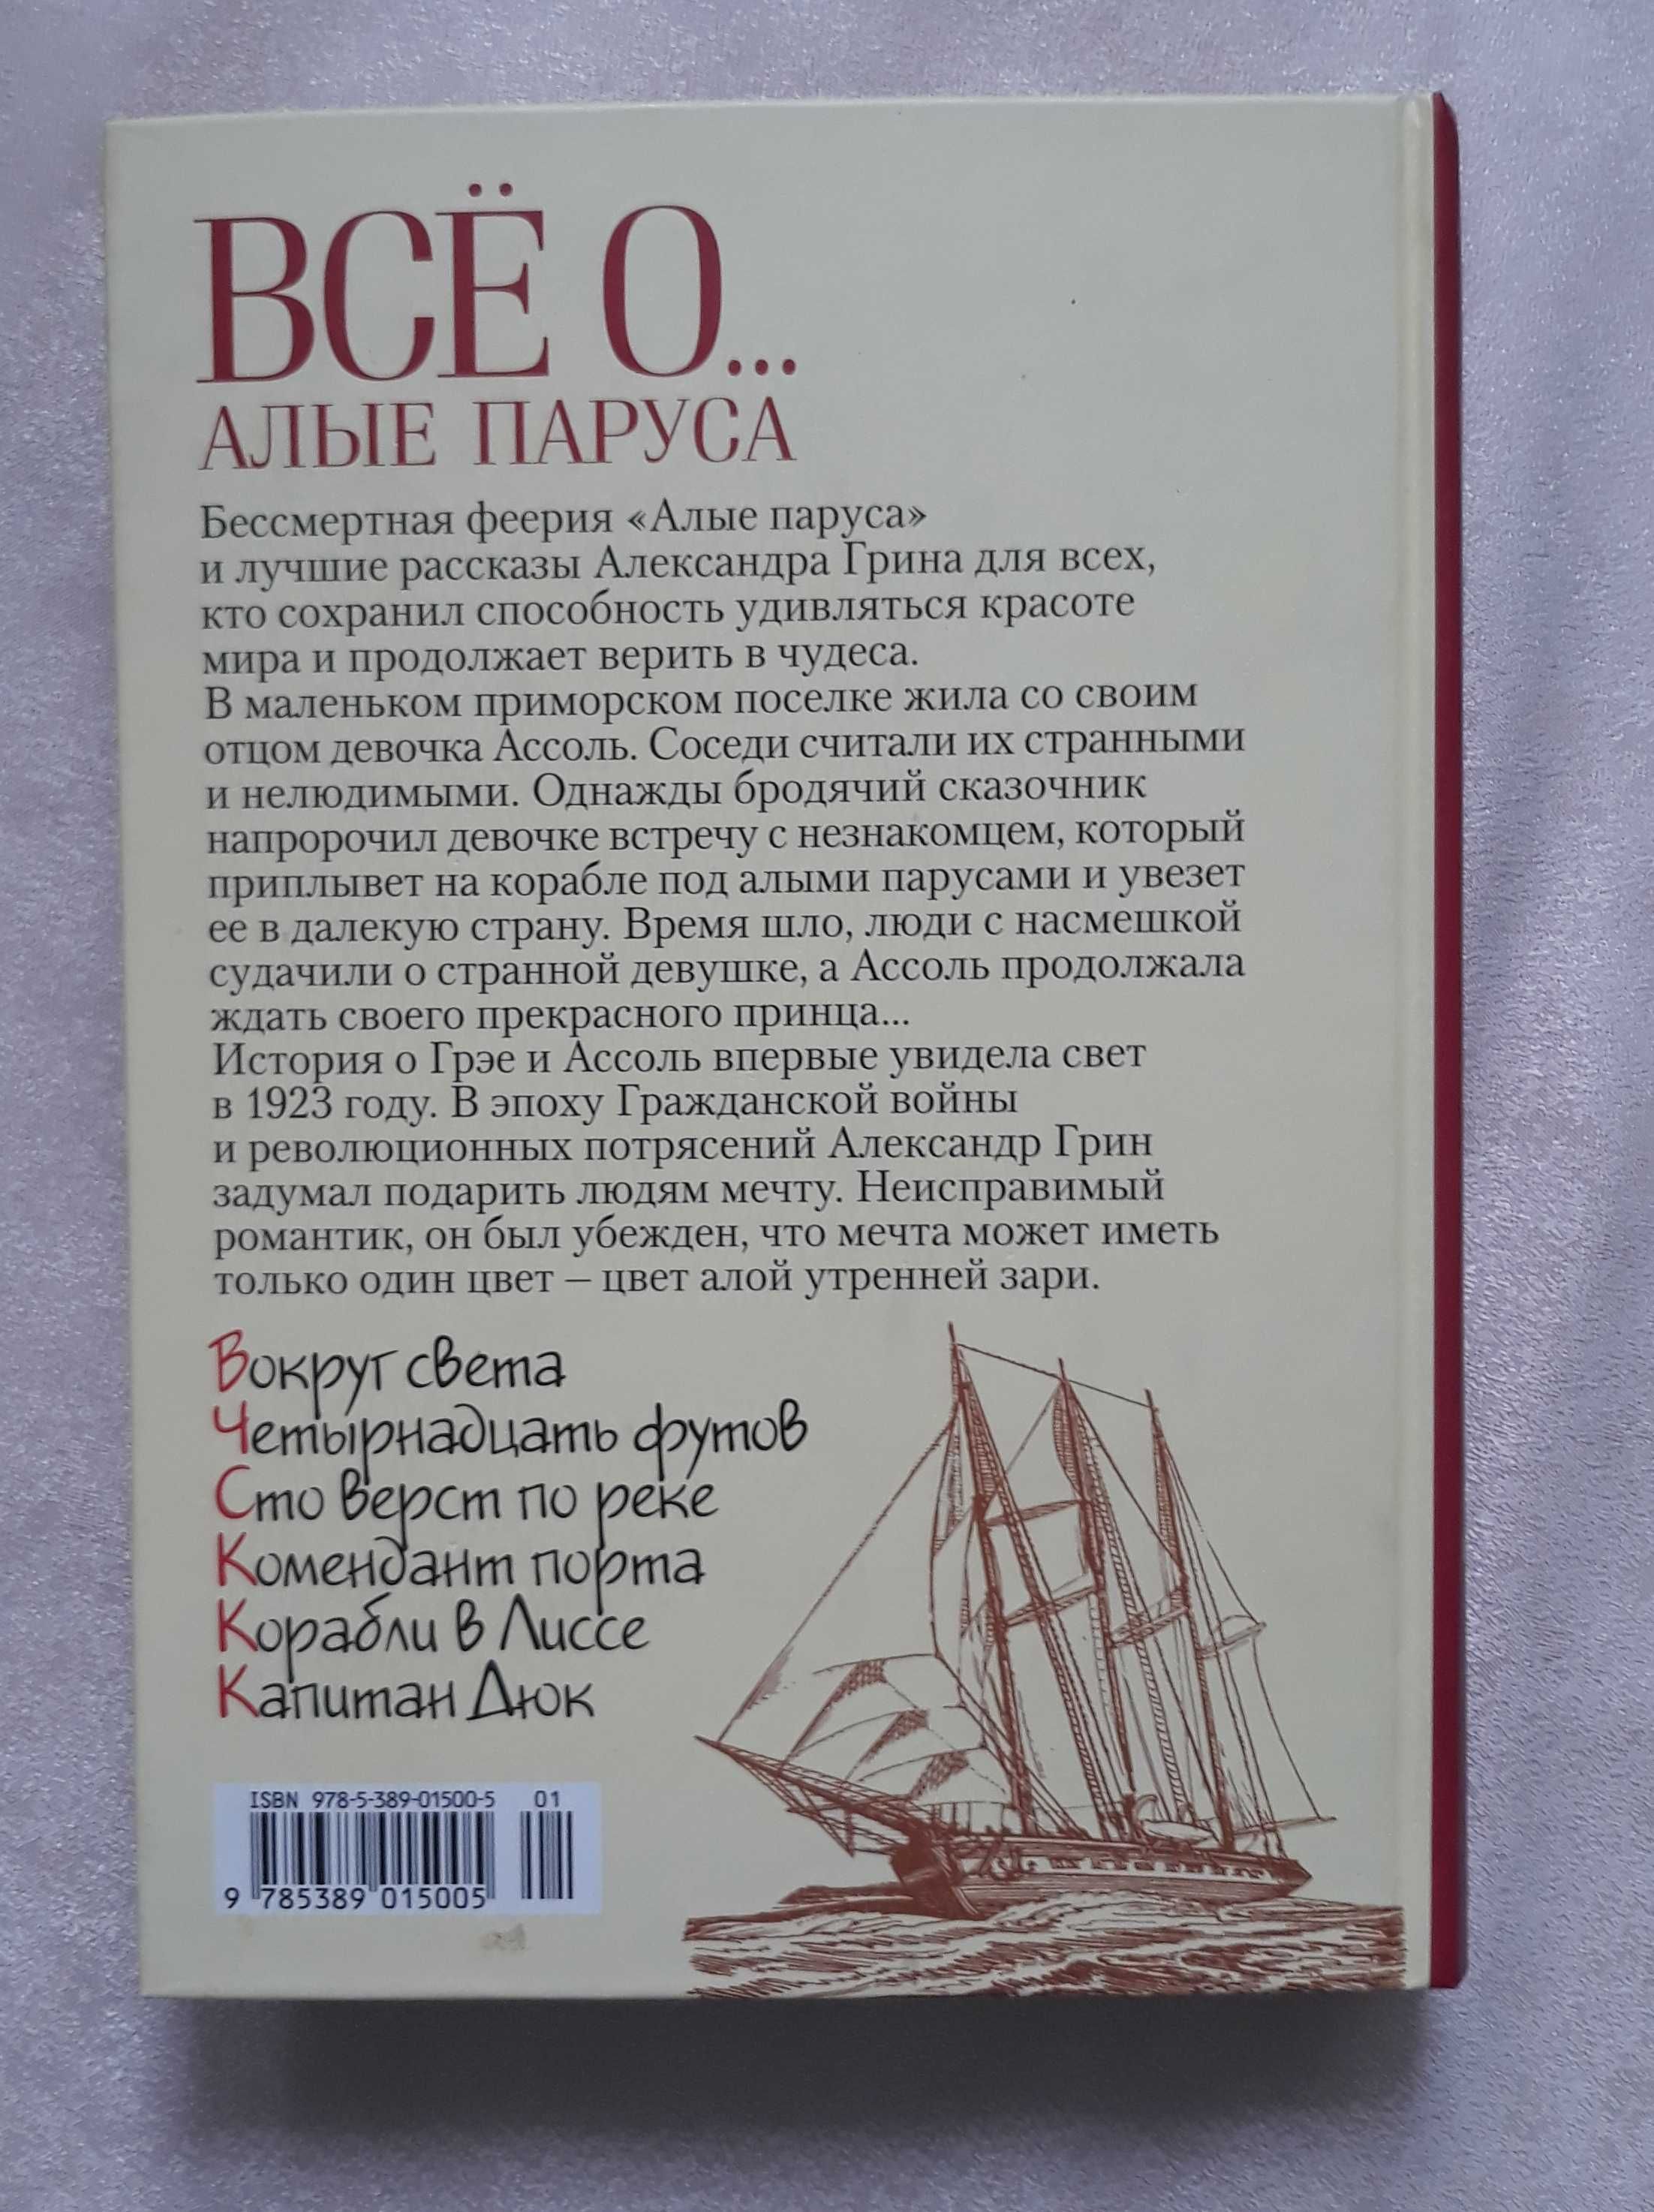 ВСЁ О...
АЛЫЕ ПАРУСА
Бессмертная феерия «Алые паруса»
и лучшие рассказы Александра Грина для всех,
кто сохранил способность удивляться красоте
мира и продолжает верить в чудеса.
В маленьком приморском поселке жила со своим
отцом девочка Ассоль. Соседи считали их странными
и нелюдимыми. Однажды бродячий сказочник
напророчил девочке встречу с незнакомцем, который
приплывет на корабле под алыми парусами и увезет
ее в далекую страну. Время шло, люди с насмешкой
судачили о странной девушке, а Ассоль продолжала
ждать своего прекрасного принца...
История о Грэе и Ассоль впервые увидела свет
в 1923 году. В эпоху Гражданской войны
и революционных потрясений Александр Грин
задумал подарить людям мечту. Неисправимый
романтик, он был убежден, что мечта может иметь
только один цвет – цвет алой утренней зари.
Вокруг света
Четырнадцать футов
Сто верст по реке
Комендант порта
Корабли в Лиссе
Капитан Дюк
ISBN 978-5-389-01500-5 01
9 785389 015005